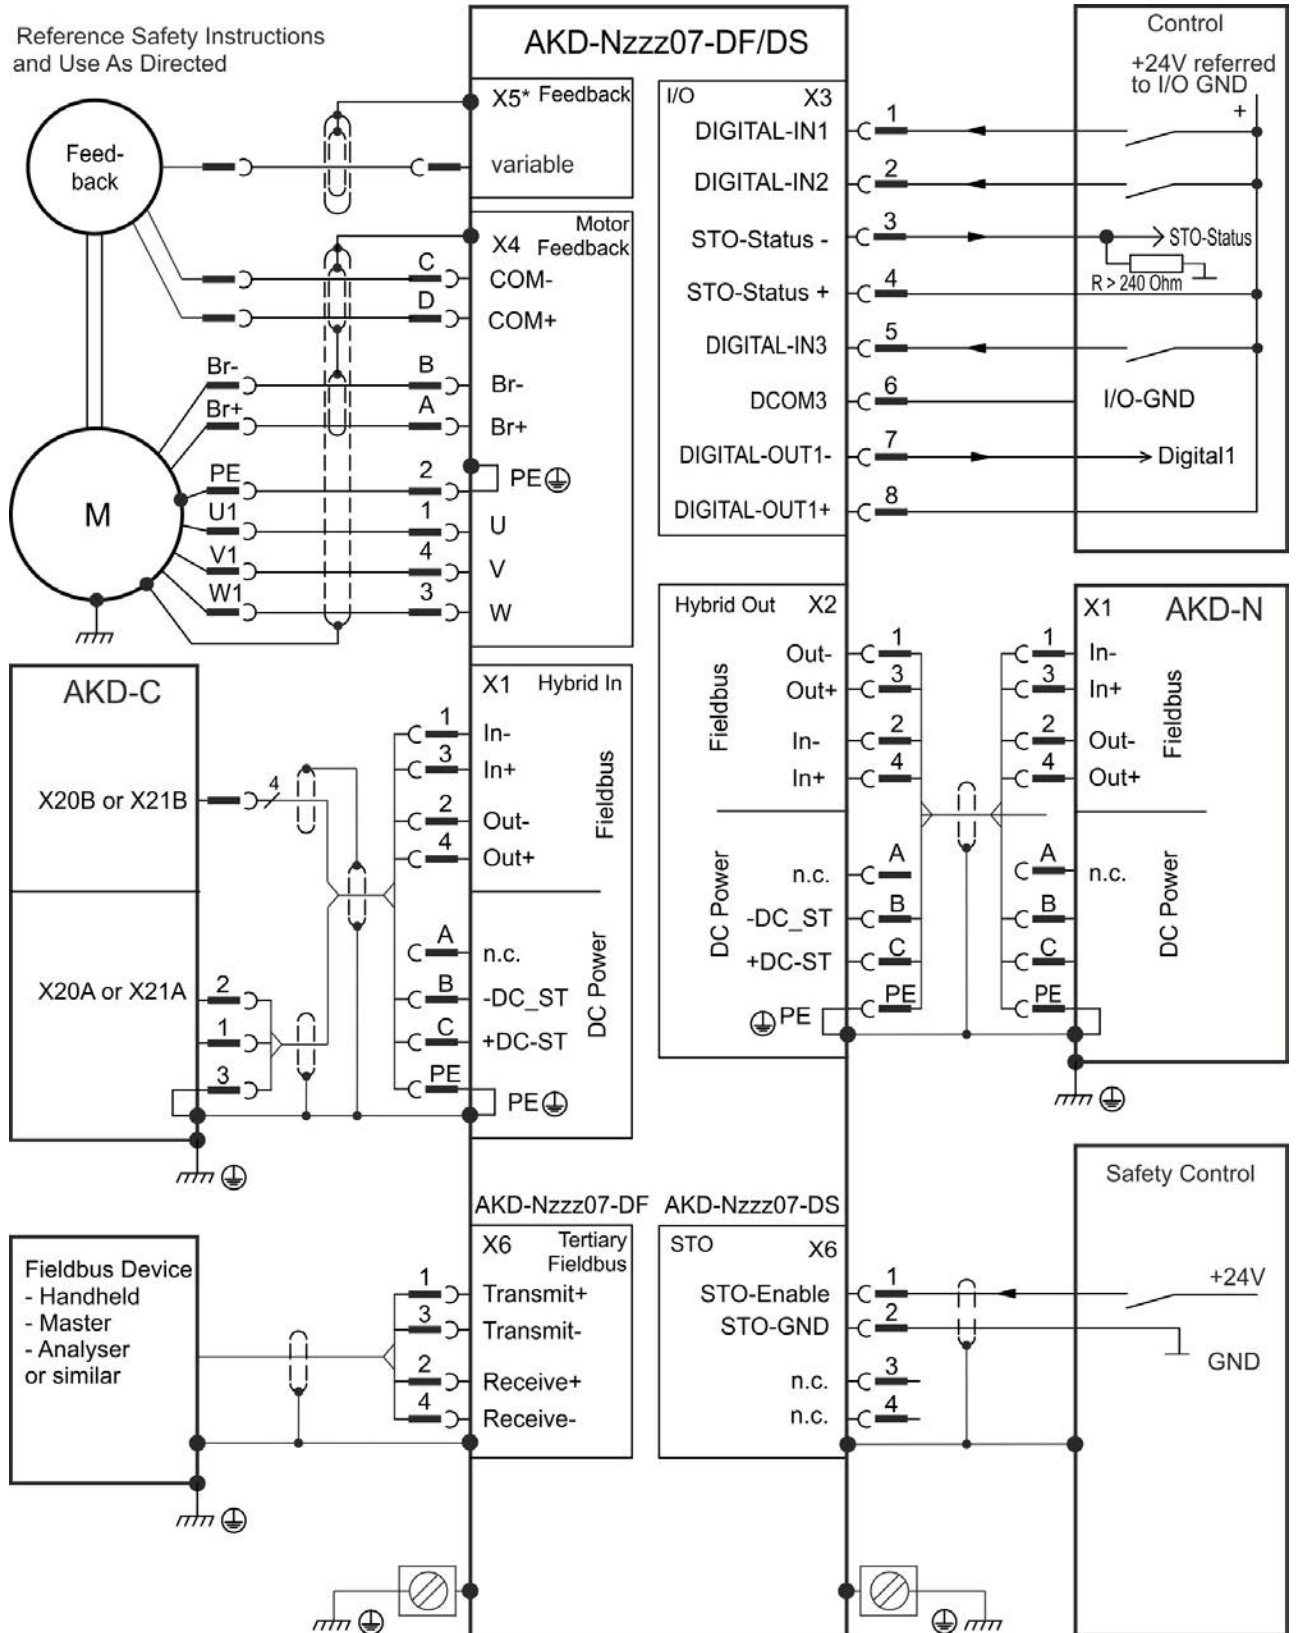 Reference Safety Instructions
and Use As Directed
AKD-Nzzz07-DF/DS
Control
+24V referred
to I/O GND
+
Feed-
back
X5* Feedback
variable
X4 Motor
Feedback
C
COM-
D
COM+
Br- B Br-
Br+ A Br+
PE 2 PE
U1 1 U
V1 4 V
W1 3 W
M
I/O X3
DIGITAL-IN1 1
DIGITAL-IN2 2
STO-Status - 3 STO-Status
R > 240 Ohm
STO-Status + 4
DIGITAL-IN3 5
DCOM3 6 I/O-GND
DIGITAL-OUT1- 7 Digital1
DIGITAL-OUT1+ 8
AKD-C
X20B or X21B
4
X20A or X21A
2
1
3
X1 Hybrid In
1 In-
3 In+
2 Out-
4 Out+
Fieldbus
A n.c.
B -DC_ST
C +DC-ST
PE PE
DC Power
Hybrid Out X2
Out- 1
Out+ 3
In- 2
In+ 4
Fieldbus
n.c. A
-DC_ST B
+DC-ST C
PE PE
DC Power
X1 AKD-N
1 In-
3 In+
2 Out-
4 Out+
Fieldbus
A n.c.
B
C
PE
DC Power
AKD-Nzzz07-DF
X6 Tertiary
Fieldbus
Fieldbus Device
- Handheld
- Master
- Analyser
or similar
1 Transmit+
3 Transmit-
2 Receive+
4 Receive-
AKD-Nzzz07-DS
STO X6
STO-Enable 1
STO-GND 2
n.c. 3
n.c. 4
Safety Control
+24V
GND